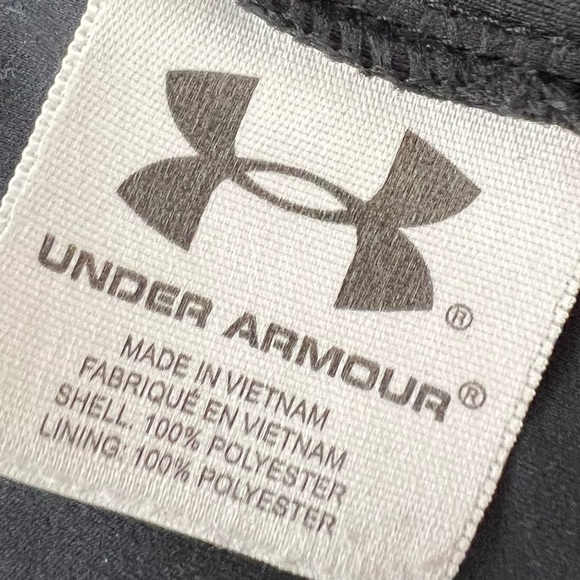 ®
UNDER ARMOUR®
MADE IN VIETNAM
FABRIQUÉ EN VIETNAM
SHELL: 100% POLYESTER
LINING: 100% POLYESTER